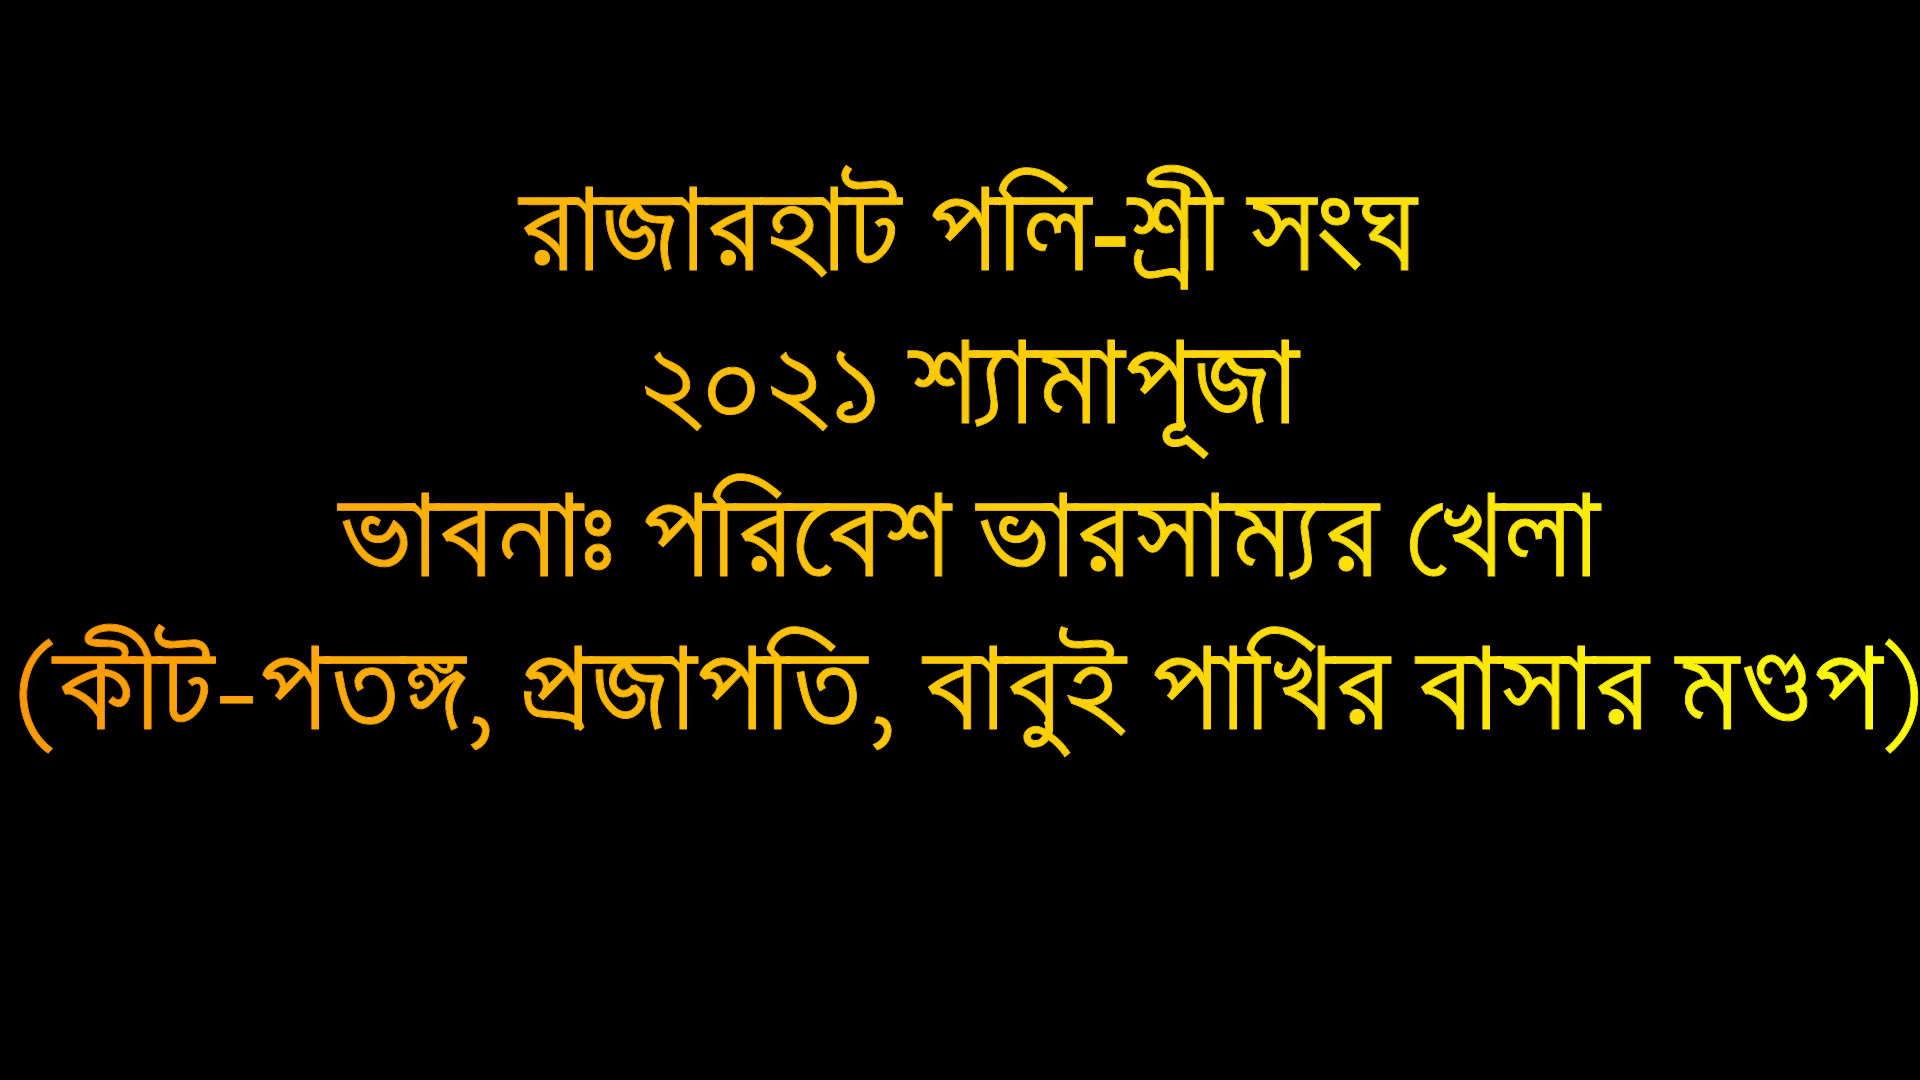 রাজারহাট পলি-শ্রী সংঘ
২০২১ শ্যামাপূজা
ভাবনাঃ পরিবেশ ভারসাম্যর খেলা
(কীট-পতঙ্গ, প্রজাপতি, বাবুই পাখির বাসার মণ্ডপ)